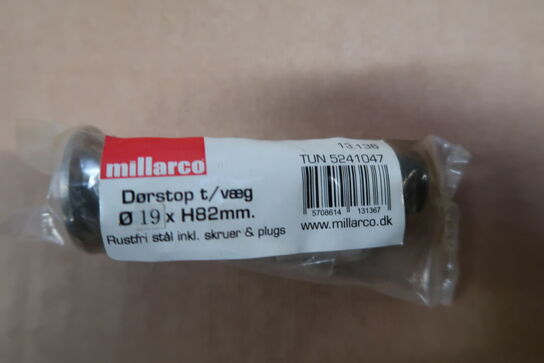 millarco®
Dørstop t/væg
Ø 19 x H82mm.
Rustfri stål inkl. skruer & plugs
13.136
TUN 5241047
5708614 131367
www.millarco.dk